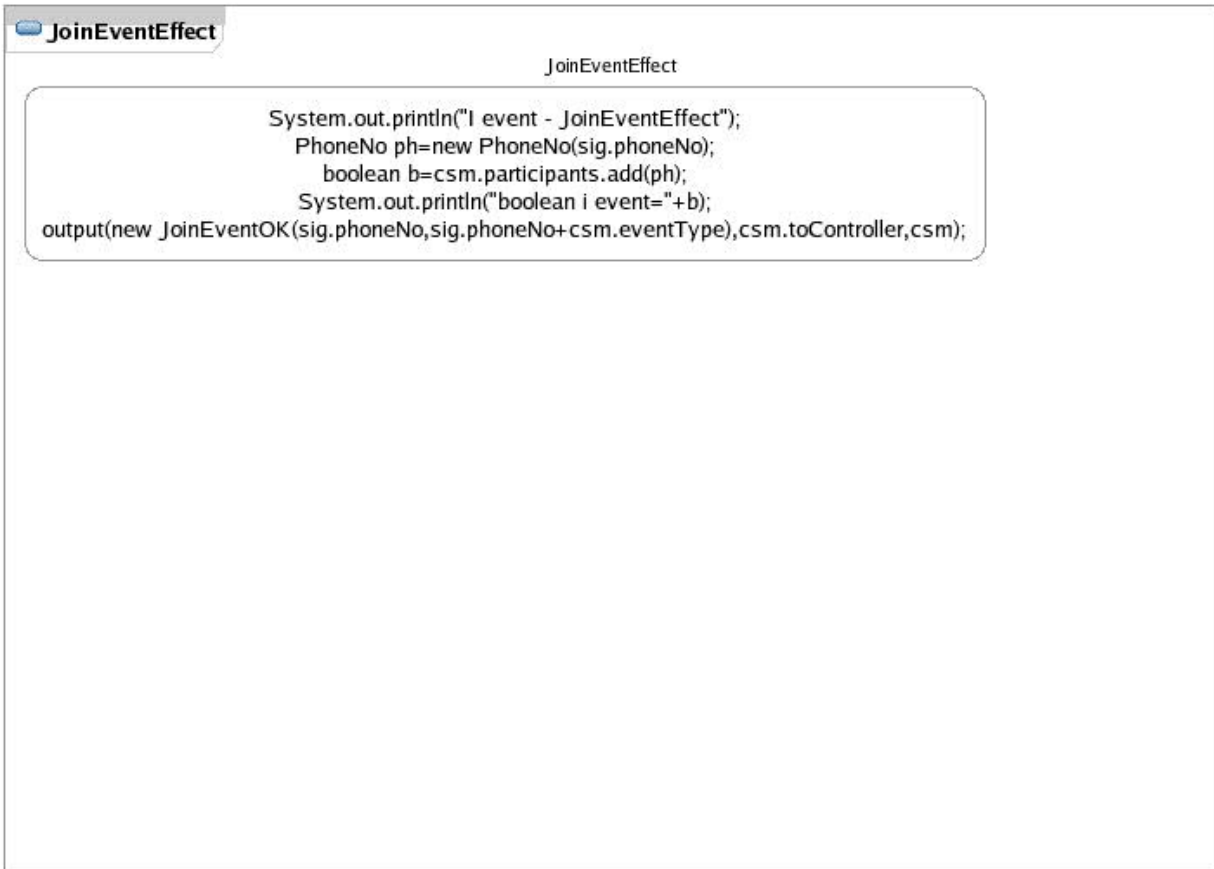 JoinEventEffect
JoinEventEffect
System.out.println("I event - JoinEventEffect");
PhoneNo ph=new PhoneNo(sig.phoneNo);
boolean b=csm.participants.add(ph);
System.out.println("boolean i event="+b);
output(new JoinEventOK(sig.phoneNo,sig.phoneNo+csm.eventType),csm.toController,csm);